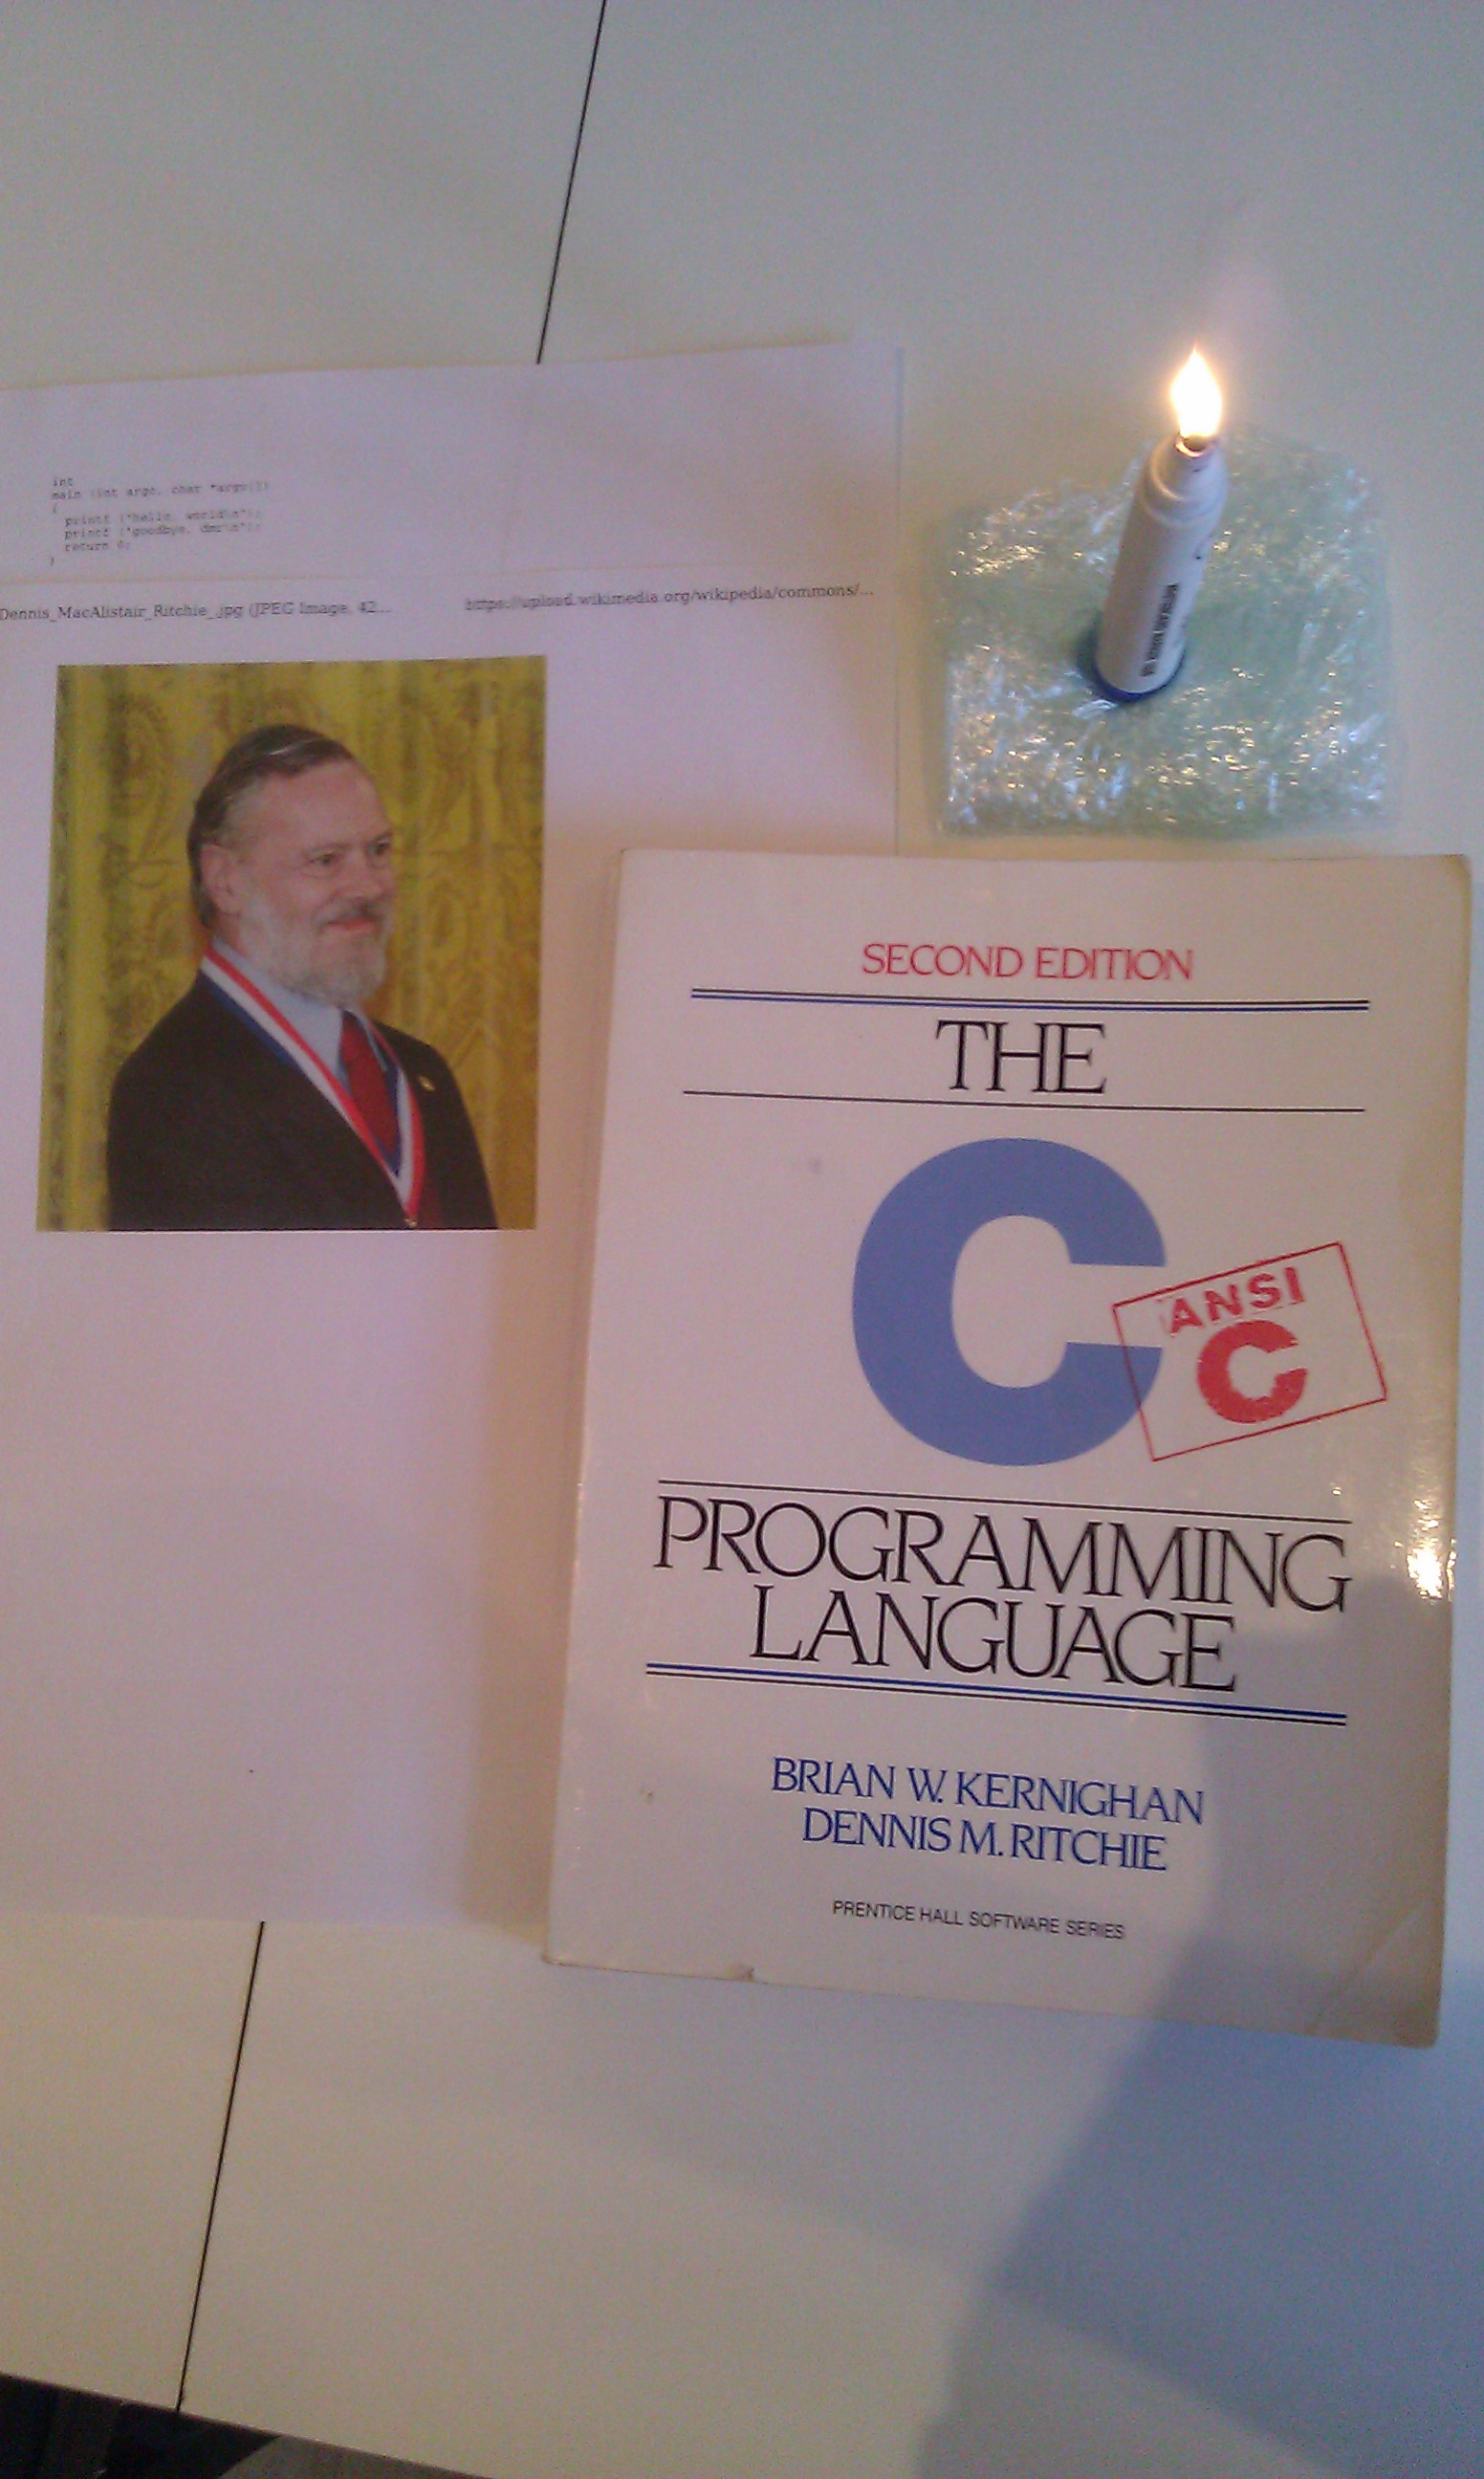 int
main (int argc, char *argv[])
{
printf ("hello, world\n");
printf ("goodbye, dmr\n");
return 0;
}
Dennis_MacAlistair_Ritchie_.jpg (JPEG Image, 42... https://upload.wikimedia.org/wikipedia/commons/...
SECOND EDITION
THE
C
ANSI
C
PROGRAMMING
LANGUAGE
BRIAN W. KERNIGHAN
DENNIS M. RITCHIE
PRENTICE HALL SOFTWARE SERIES